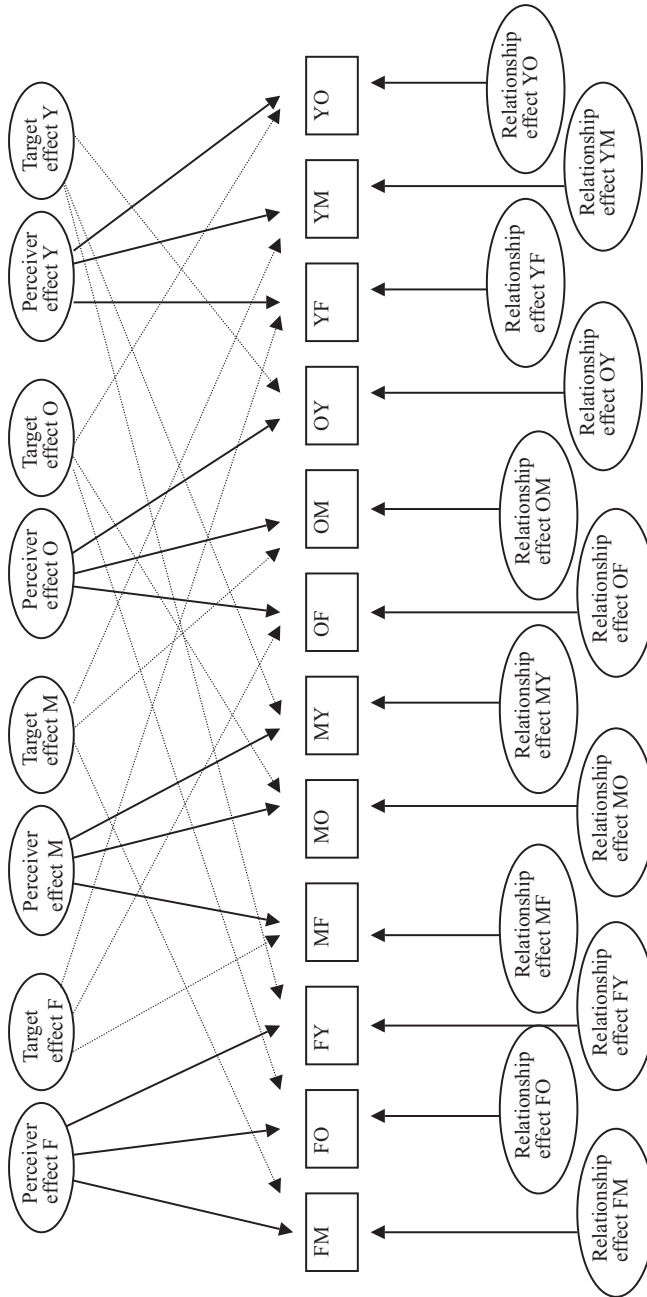 Perceiver
effect F
Target
effect F
Perceiver
effect M
Target
effect M
Perceiver
effect O
Target
effect O
Perceiver
effect Y
Target
effect Y
FM
FO
FY
MF
MO
MY
OF
OM
OY
YF
YM
YO
Relationship
effect FM
Relationship
effect FO
Relationship
effect FY
Relationship
effect MF
Relationship
effect MO
Relationship
effect MY
Relationship
effect OF
Relationship
effect OM
Relationship
effect OY
Relationship
effect YF
Relationship
effect YM
Relationship
effect YO